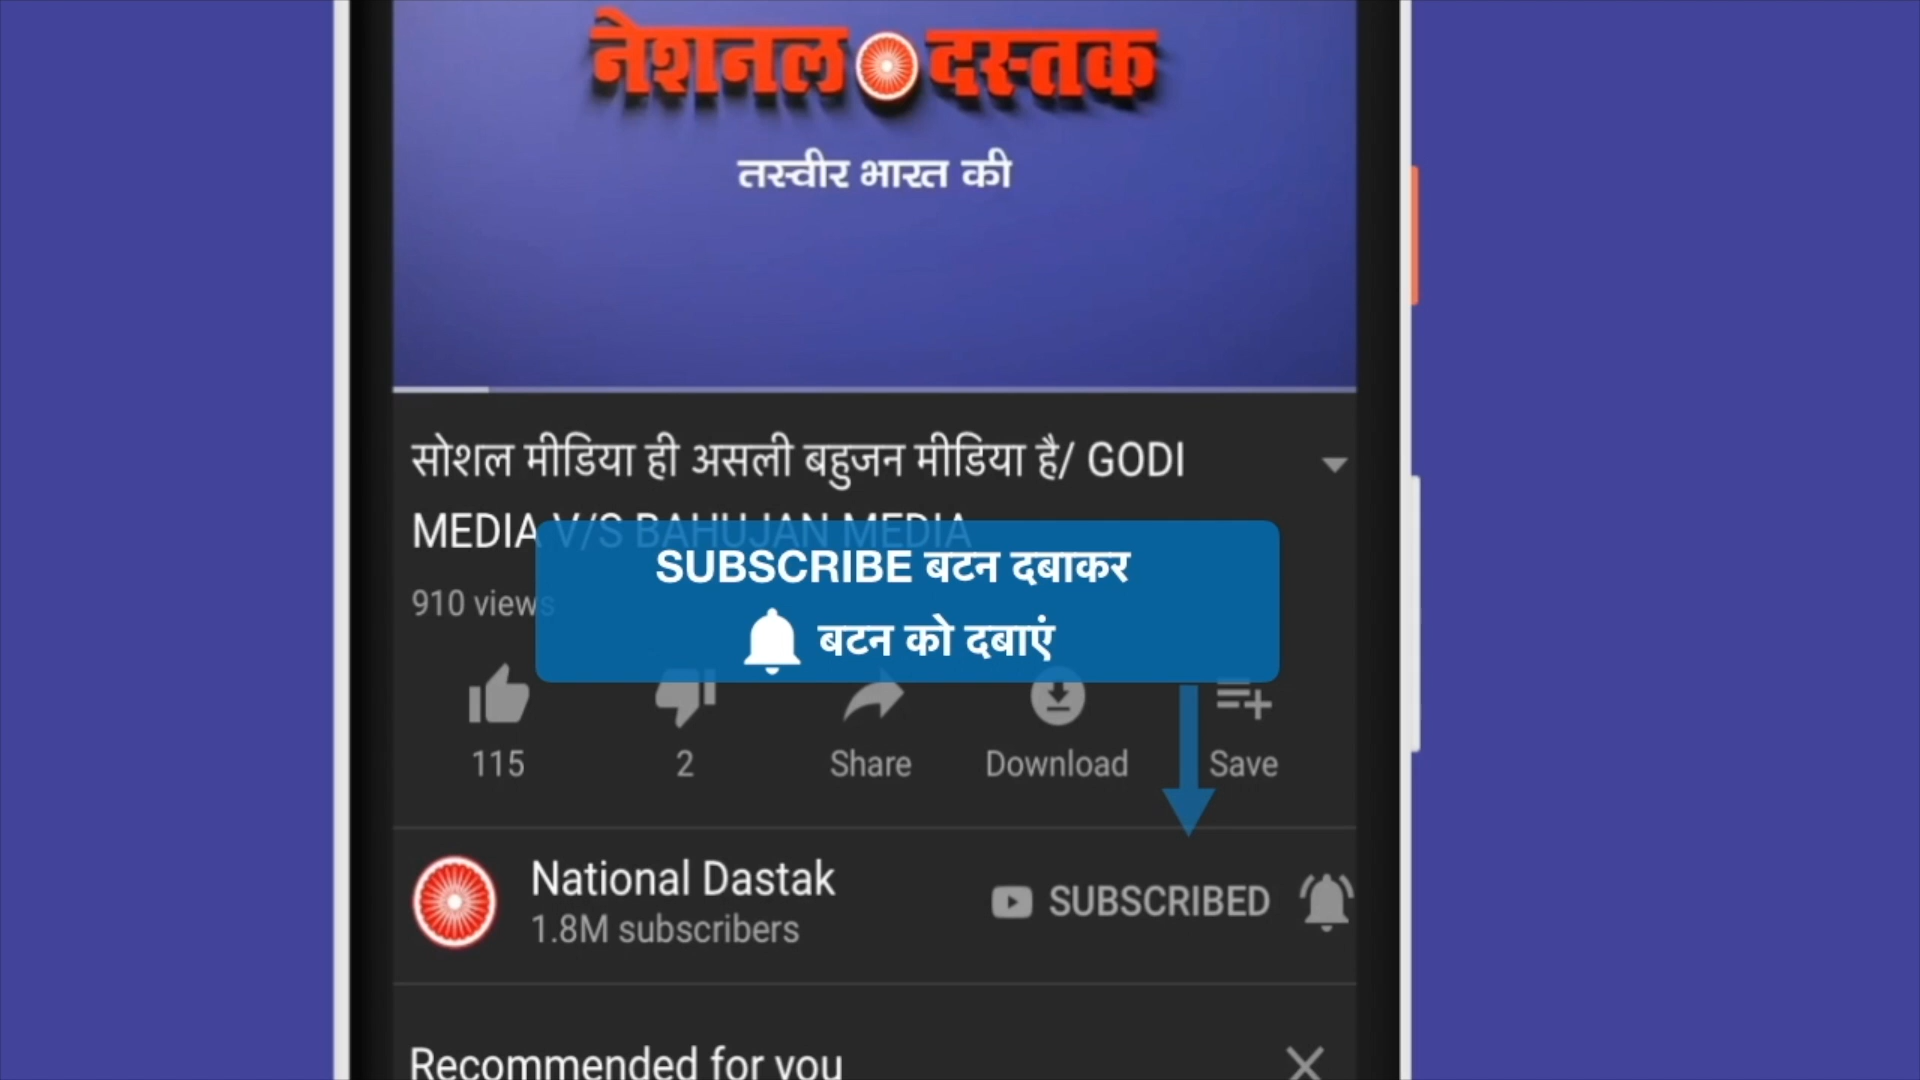 नेशनल दस्तक
तस्वीर भारत की
सोशल मीडिया ही असली बहुजन मीडिया है/ GODI
MEDIA V/S BAHUJAN MEDIA
910 views
SUBSCRIBE बटन दबाकर
बटन को दबाएं
115
2
Share
Download
Save
National Dastak
1.8M subscribers
SUBSCRIBED
Recommended for you